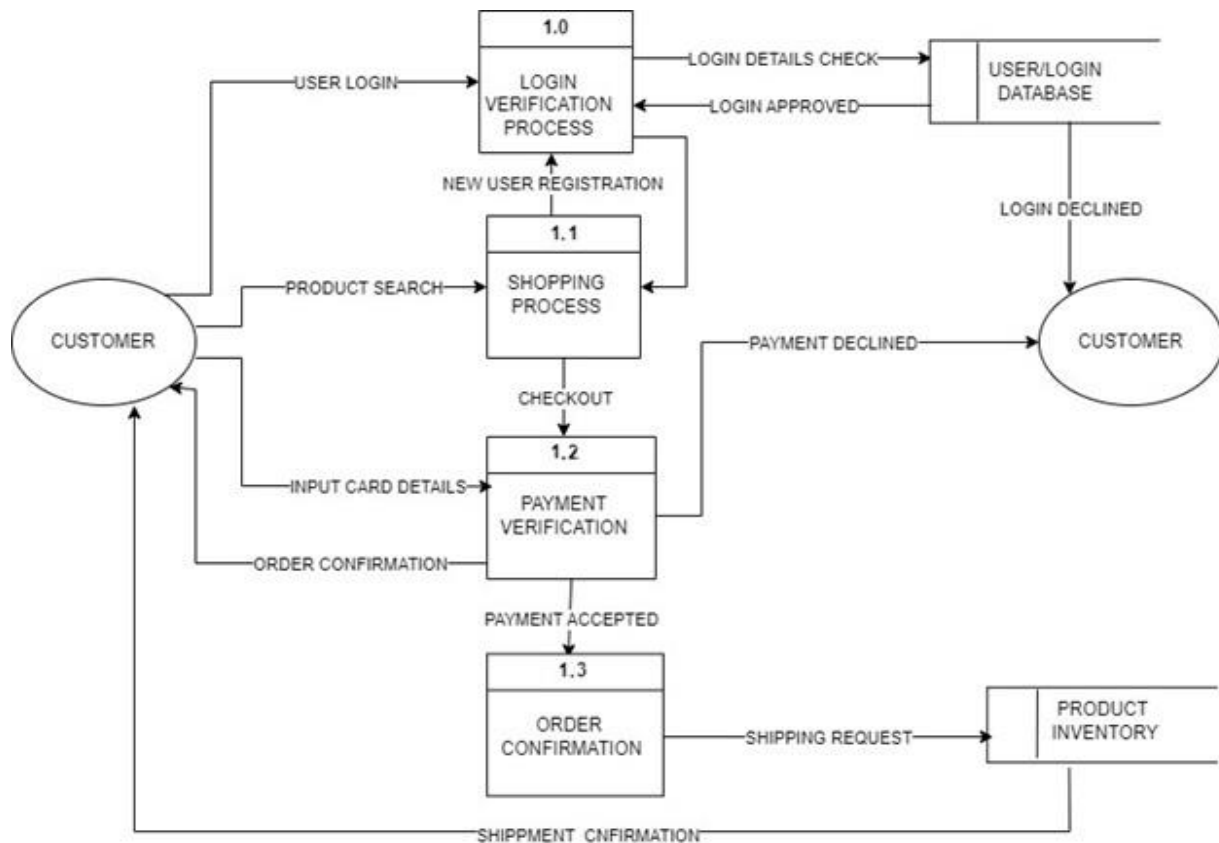 1.0
LOGIN
VERIFICATION
PROCESS
USER LOGIN
LOGIN DETAILS CHECK
LOGIN APPROVED
USER/LOGIN
DATABASE
NEW USER REGISTRATION
LOGIN DECLINED
1.1
SHOPPING
PROCESS
PRODUCT SEARCH
CUSTOMER
PAYMENT DECLINED
CUSTOMER
CHECKOUT
1.2
PAYMENT
VERIFICATION
INPUT CARD DETAILS
ORDER CONFIRMATION
PAYMENT ACCEPTED
1.3
ORDER
CONFIRMATION
SHIPPING REQUEST
PRODUCT
INVENTORY
SHIPPMENT CNFIRMATION